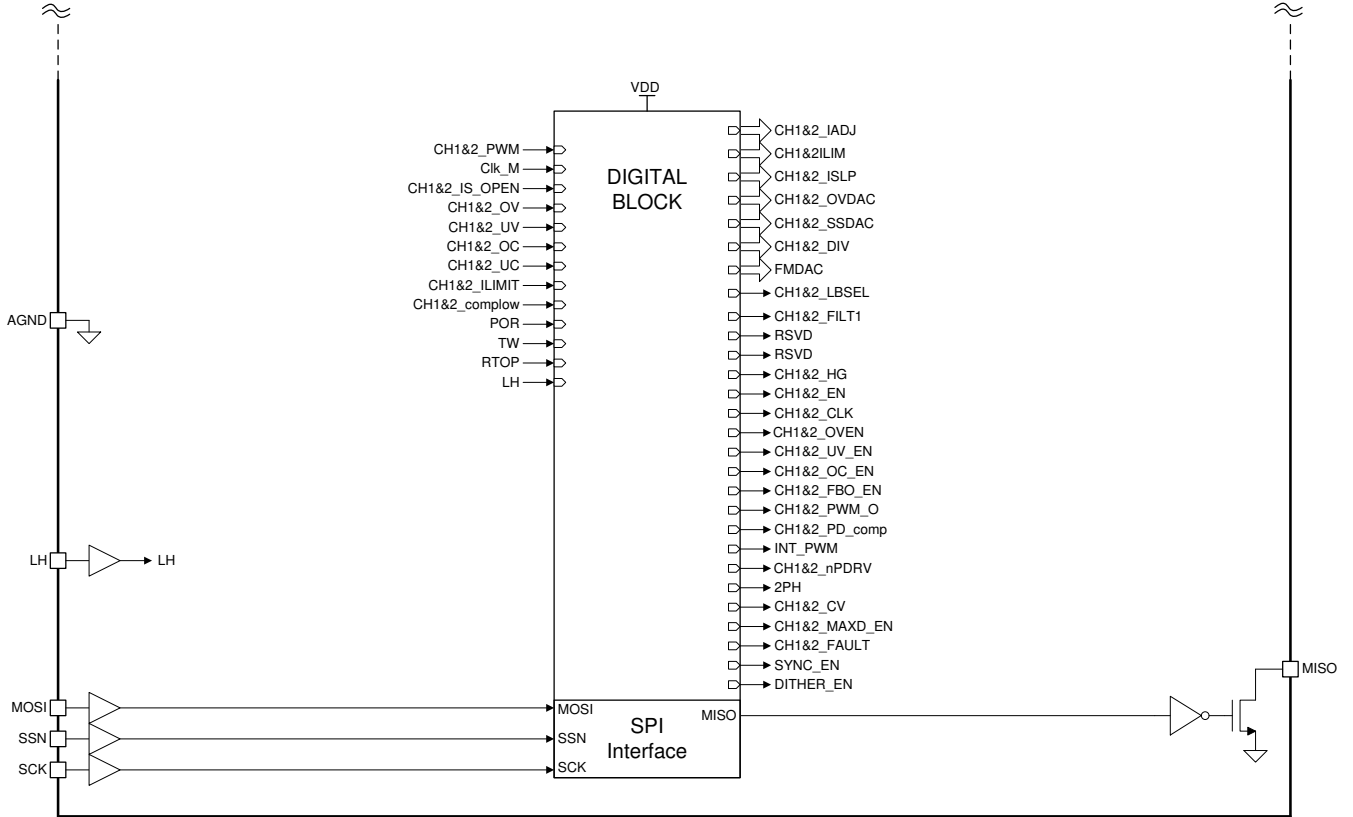 VDD
DIGITAL
BLOCK
CH1&2_PWM
Clk_M
CH1&2_IS_OPEN
CH1&2_OV
CH1&2_UV
CH1&2_OC
CH1&2_UC
CH1&2_ILIMIT
CH1&2_complow
POR
TW
RTOP
LH
CH1&2_IADJ
CH1&2ILIM
CH1&2_ISLP
CH1&2_OVDAC
CH1&2_SSDAC
CH1&2_DIV
FMDAC
CH1&2_LBSEL
CH1&2_FILT1
RSVD
RSVD
CH1&2_HG
CH1&2_EN
CH1&2_CLK
CH1&2_OVEN
CH1&2_UV_EN
CH1&2_OC_EN
CH1&2_FBO_EN
CH1&2_PWM_O
CH1&2_PD_comp
INT_PWM
CH1&2_nPDRV
2PH
CH1&2_CV
CH1&2_MAXD_EN
CH1&2_FAULT
SYNC_EN
DITHER_EN
AGND
LH
LH
MOSI
SSN
SCK
MOSI
SSN
SCK
SPI
Interface
MISO
MISO